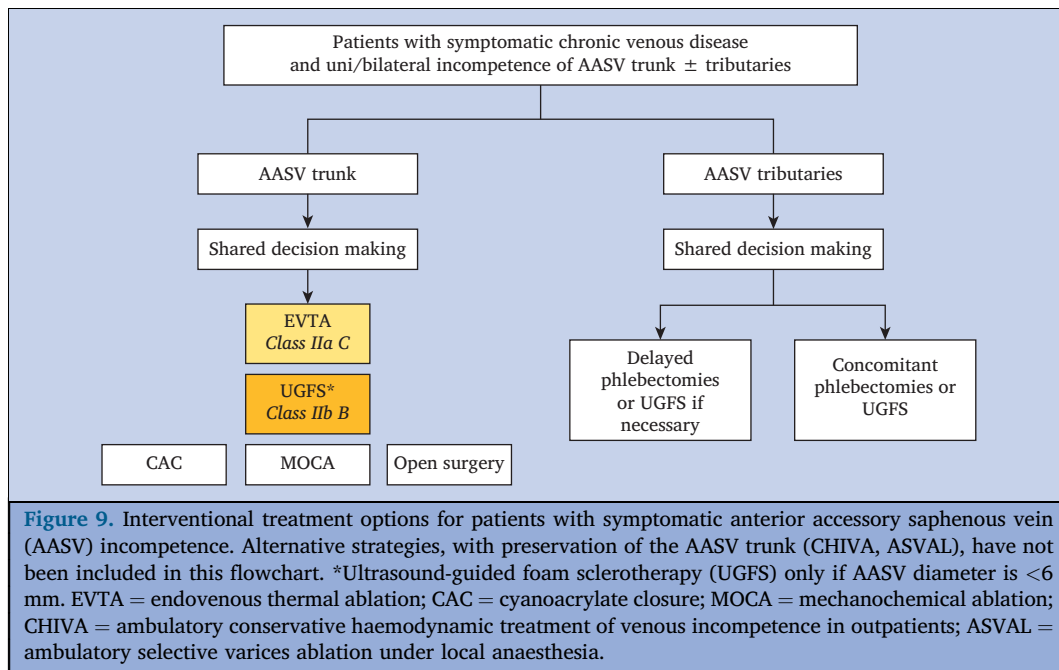 Patients with symptomatic chronic venous disease
and uni/bilateral incompetence of AASV trunk ± tributaries
AASV trunk
AASV tributaries
Shared decision making
Shared decision making
EVTA
Class IIa C
UGFS*
Class IIb B
CAC
MOCA
Open surgery
Delayed
phlebectomies
or UGFS if
necessary
Concomitant
phlebectomies or
UGFS
Figure 9. Interventional treatment options for patients with symptomatic anterior accessory saphenous vein
(AASV) incompetence. Alternative strategies, with preservation of the AASV trunk (CHIVA, ASVAL), have not
been included in this flowchart. *Ultrasound-guided foam sclerotherapy (UGFS) only if AASV diameter is <6
mm. EVTA = endovenous thermal ablation; CAC = cyanoacrylate closure; MOCA = mechanochemical ablation;
CHIVA = ambulatory conservative haemodynamic treatment of venous incompetence in outpatients; ASVAL =
ambulatory selective varices ablation under local anaesthesia.